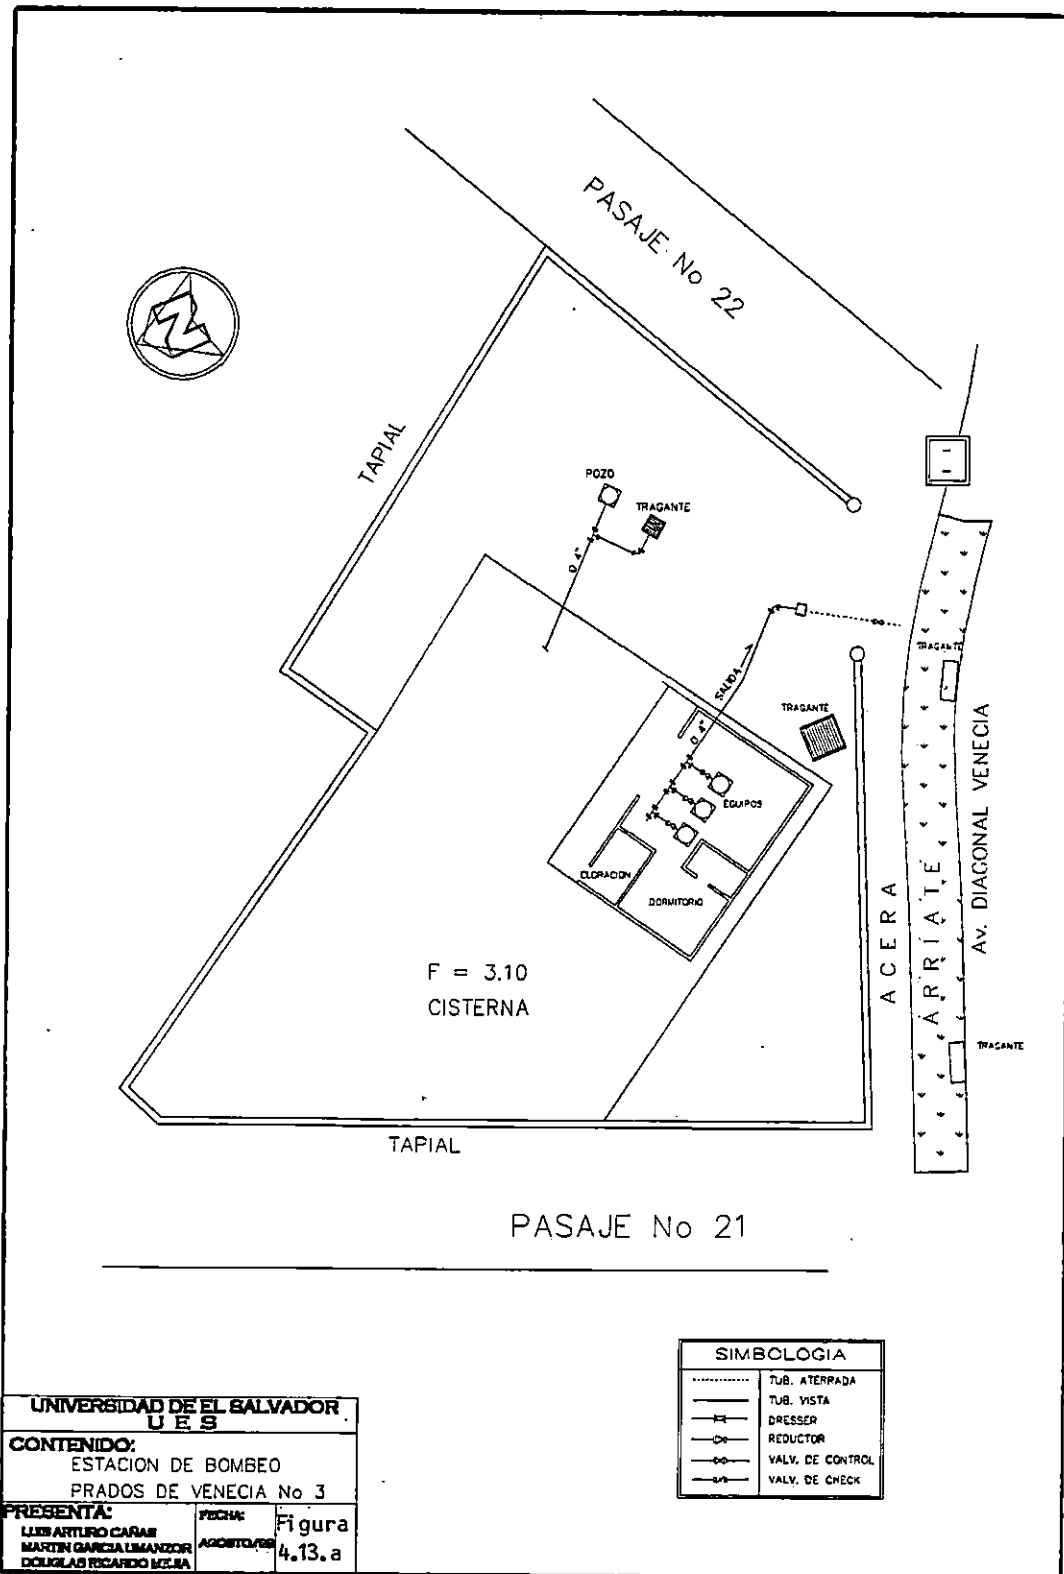 PASAJE No 22
N
TAPIAL
POZO
TRAGANTE
O 4"
TRAGANTE
SALIDA
TRAGANTE
O 4"
EQUIPOS
CLORACION
DORMITORIO
Av. DIAGONAL VENECIA
ACERA
ARRIATE
F = 3.10
CISTERNA
TRAGANTE
TAPIAL
PASAJE No 21
SIMBOLOGIA
TUB. ATERRADA
TUB. VISTA
DRESSER
REDUCTOR
VALV. DE CONTROL
VALV. DE CHECK
UNIVERSIDAD DE EL SALVADOR
U E S
CONTENIDO:
ESTACION DE BOMBEO
PRADOS DE VENECIA No 3
PRESENTA:
LUIS ARTURO CAÑAS
MARTIN GARCIA UMANZOR
DOUGLAS RICARDO MEJIA
FECHA:
Figura
4.13.a